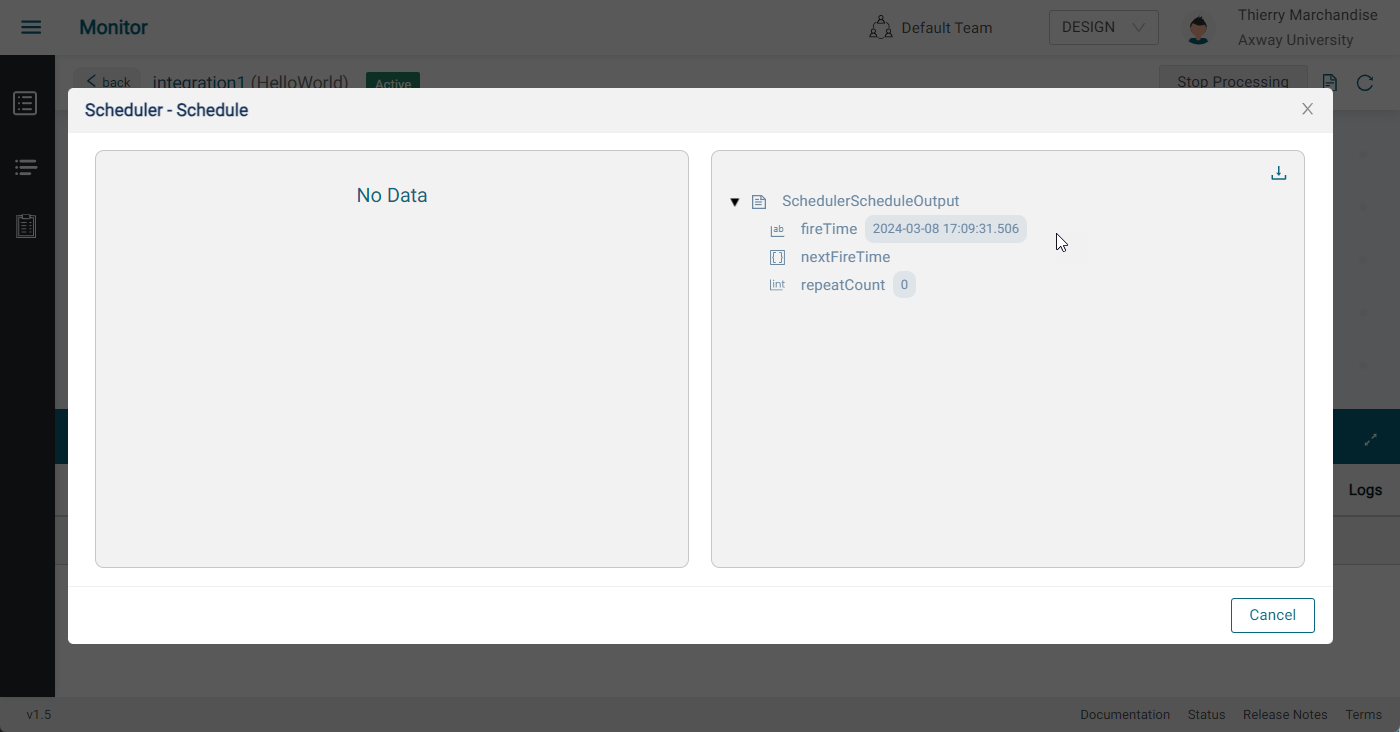 Monitor
Default Team
DESIGN
Thierry Marchandise
Axway University
back
integration1 (HelloWorld)
Active
Stop Processing
Scheduler - Schedule
No Data
SchedulerScheduleOutput
ab fireTime 2024-03-08 17:09:31.506
{} nextFireTime
int repeatCount 0
Logs
Cancel
v1.5
Documentation Status Release Notes Terms